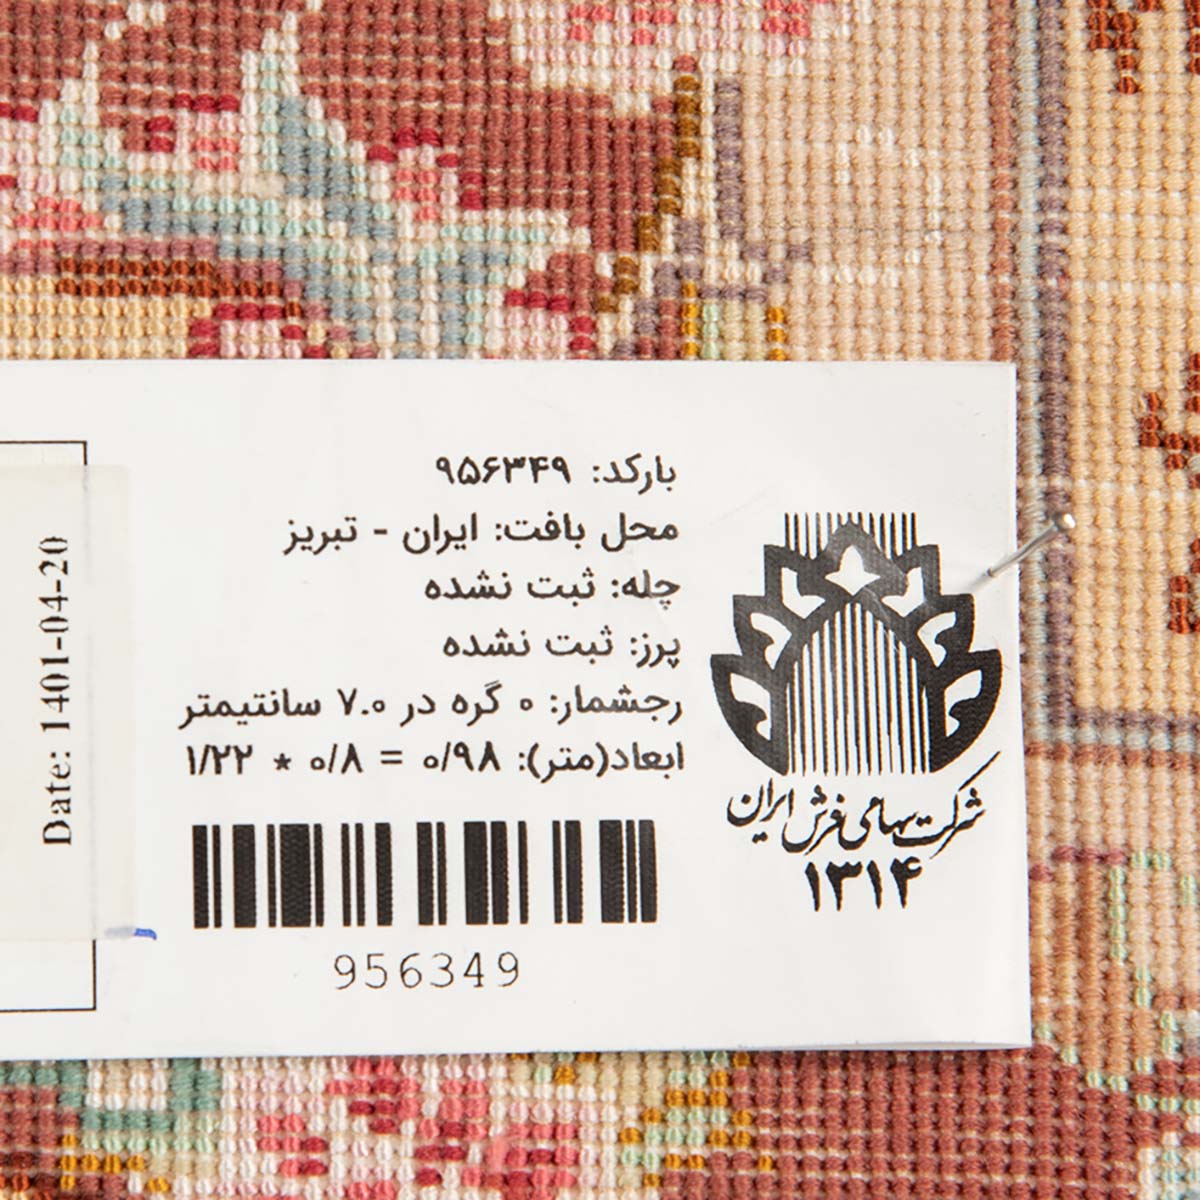 بارکد: ۹۵۶۳۴۹
محل بافت: ایران - تبریز
چله: ثبت نشده
پرز: ثبت نشده
رجشمار: ۰ گره در ۷.۰ سانتیمتر
ابعاد(متر): ۰/۹۸ = ۰/۸ * ۱/۲۲
956349
شرکت سهامی فرش ایران
۱۳۱۴
Date: 1401-04-20